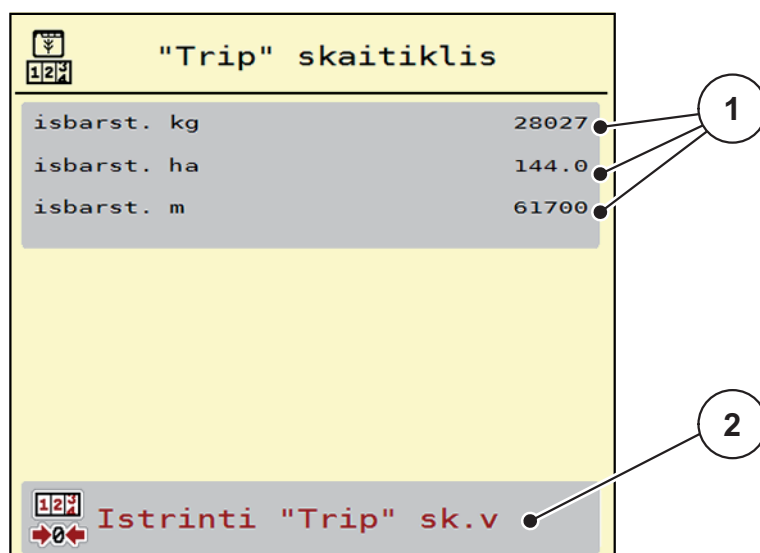 "Trip" skaitiklis
isbarst. kg 28027
isbarst. ha 144.0
isbarst. m 61700
1
Istrinti "Trip" sk.v
2